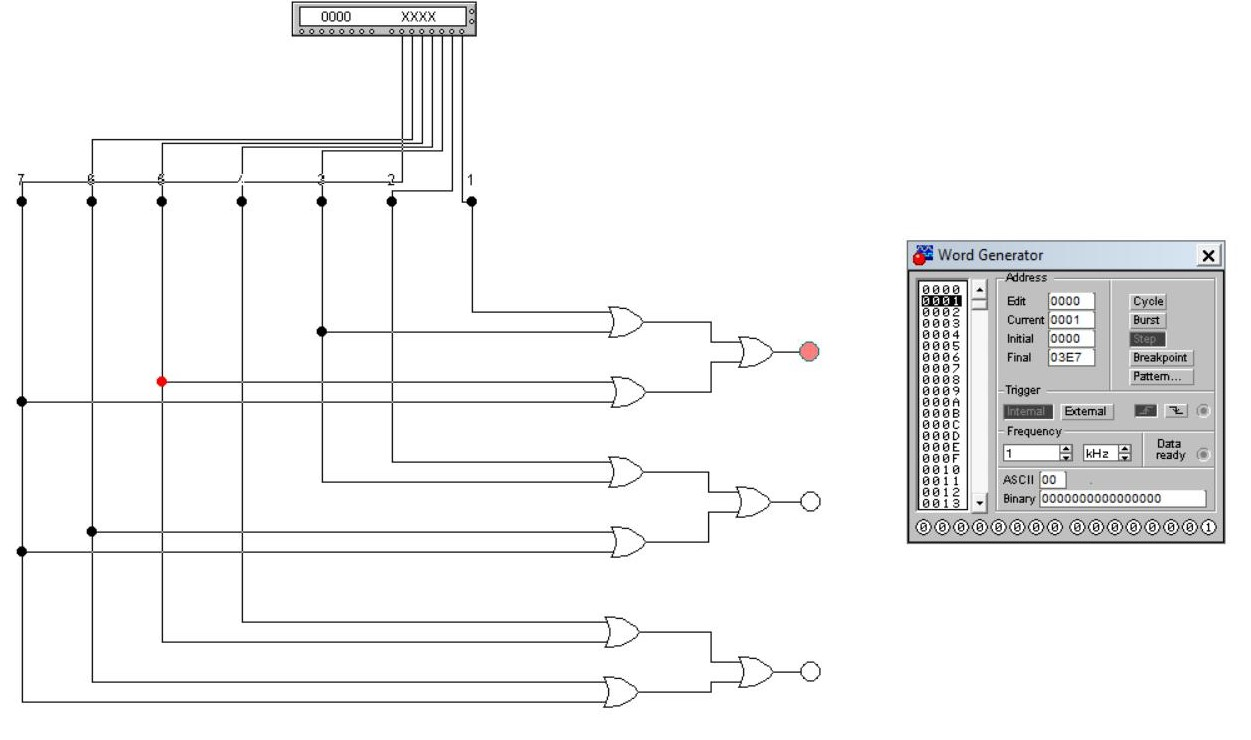 0000 XXXX
7 6 5 4 3 2 1
Word Generator
0000
0001
0002
0003
0004
0005
0006
0007
0008
0009
000A
000B
000C
000D
000E
000F
0010
0011
0012
0013
Address
Edit 0000
Current 0001
Initial 0000
Final 03E7
Cycle
Burst
Step
Breakpoint
Pattern...
Trigger
Internal External
Frequency
1 kHz
Data
ready
ASCII 00
Binary 0000000000000000
0 0 0 0 0 0 0 0 0 0 0 0 0 0 0 1